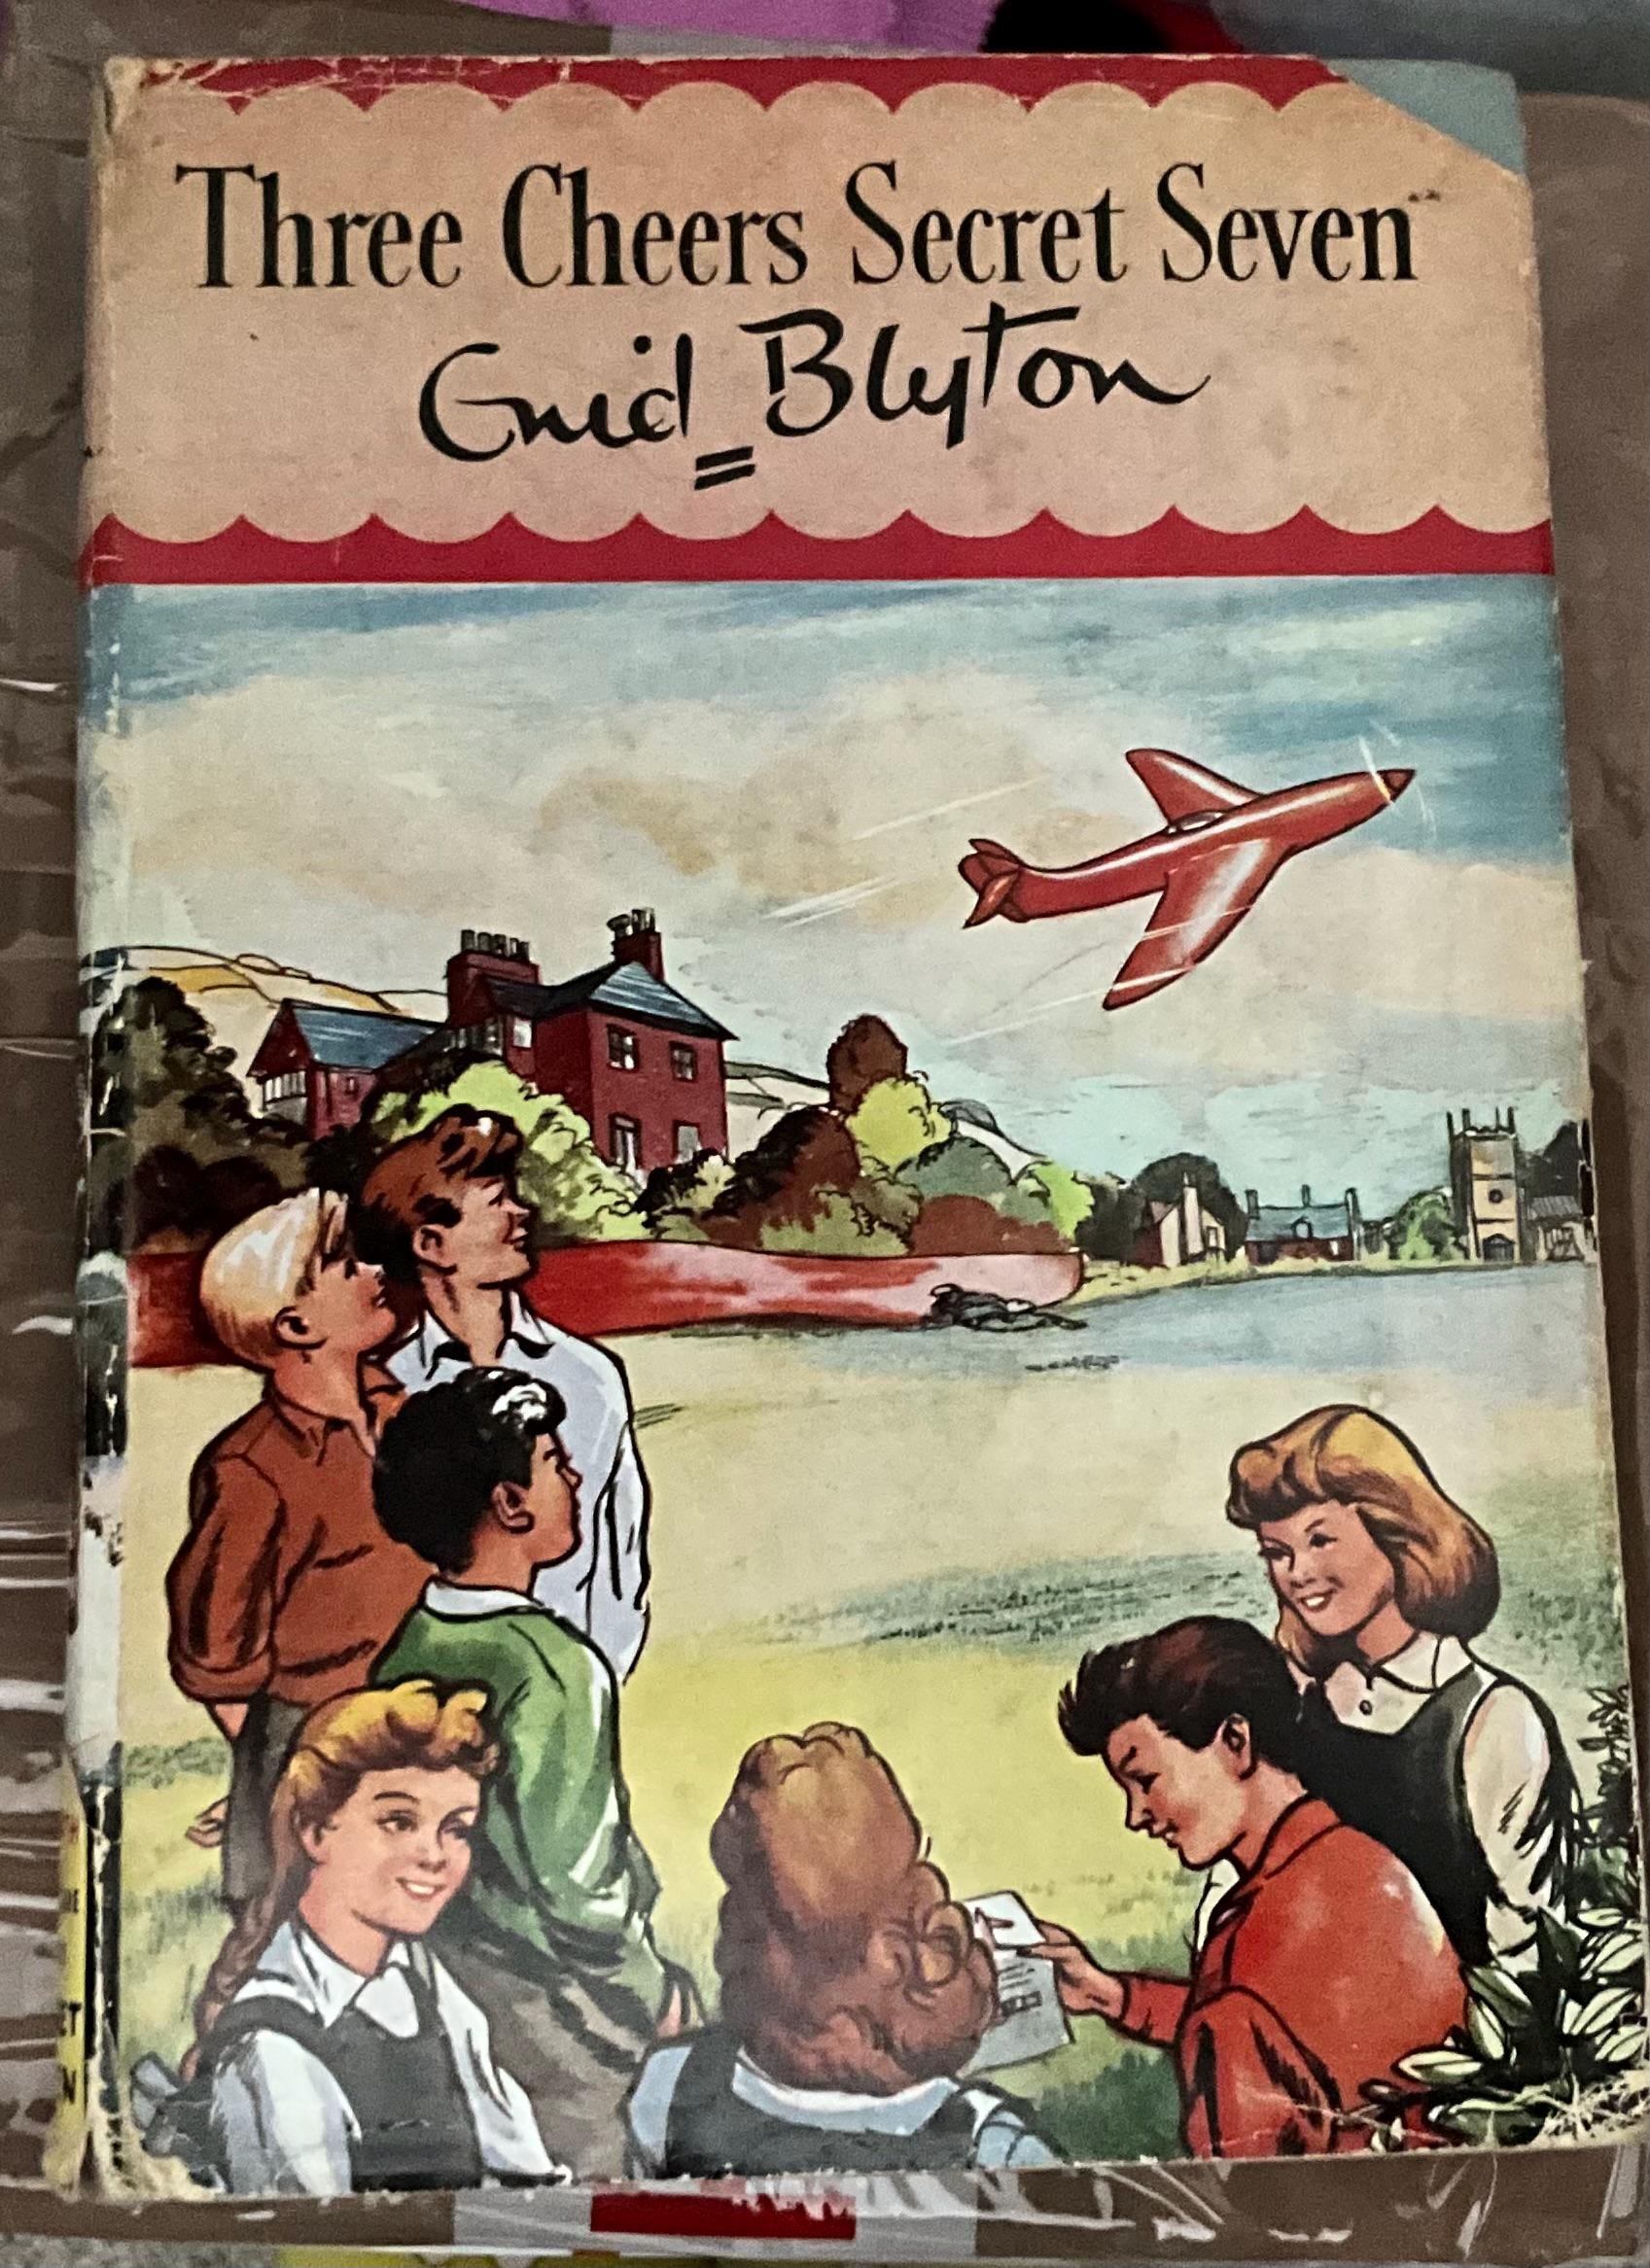 Three Cheers Secret Seven
Enid Blyton